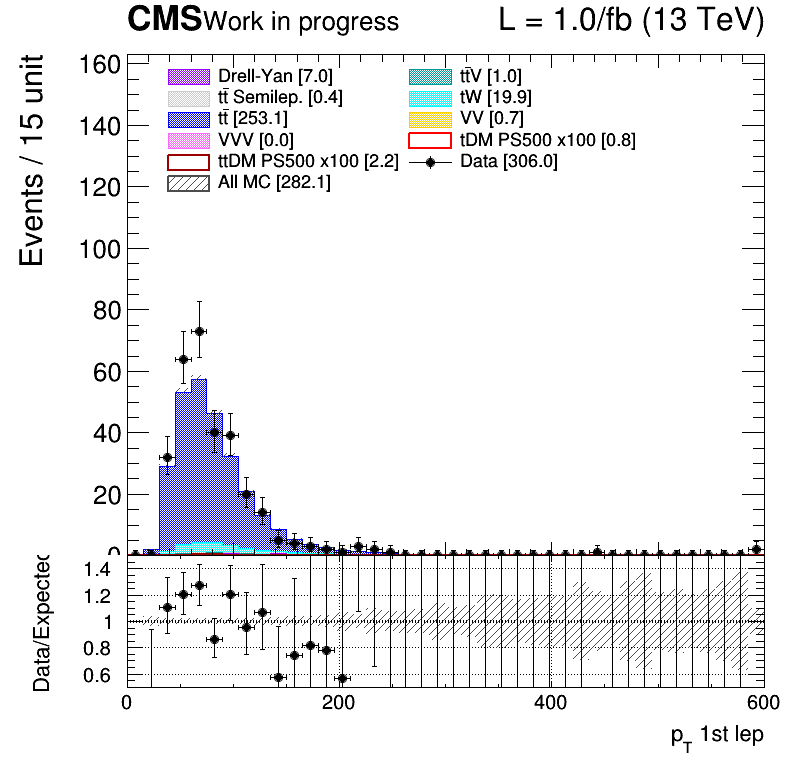 CMS Work in progress L = 1.0/fb (13 TeV)
Events / 15 unit
160
140
120
100
80
60
40
20
0
Drell-Yan [7.0]
tt̄ Semilep. [0.4]
tt̄ [253.1]
VVV [0.0]
ttDM PS500 x100 [2.2]
All MC [282.1]
tt̄V [1.0]
tW [19.9]
VV [0.7]
tDM PS500 x100 [0.8]
Data [306.0]
Data/Expected
1.4
1.2
1
0.8
0.6
0 200 400 600
p_T 1st lep